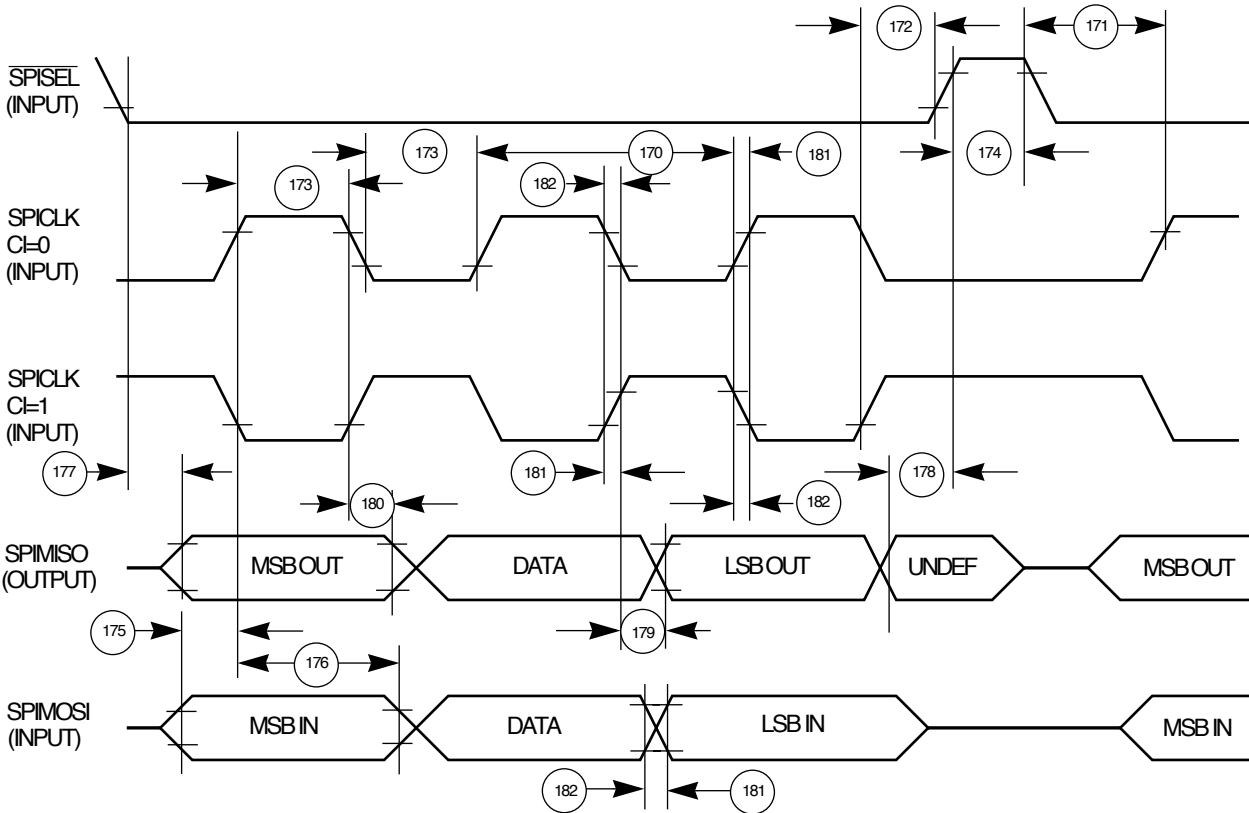 172
171
SPISEL
(INPUT)
173
170
181
174
173
182
SPICLK
CI=0
(INPUT)
SPICLK
CI=1
(INPUT)
177
181
178
180
182
SPIMISO
(OUTPUT)
MSB OUT
DATA
LSB OUT
UNDEF
MSB OUT
175
179
176
SPIMOSI
(INPUT)
MSB IN
DATA
LSB IN
MSB IN
182
181